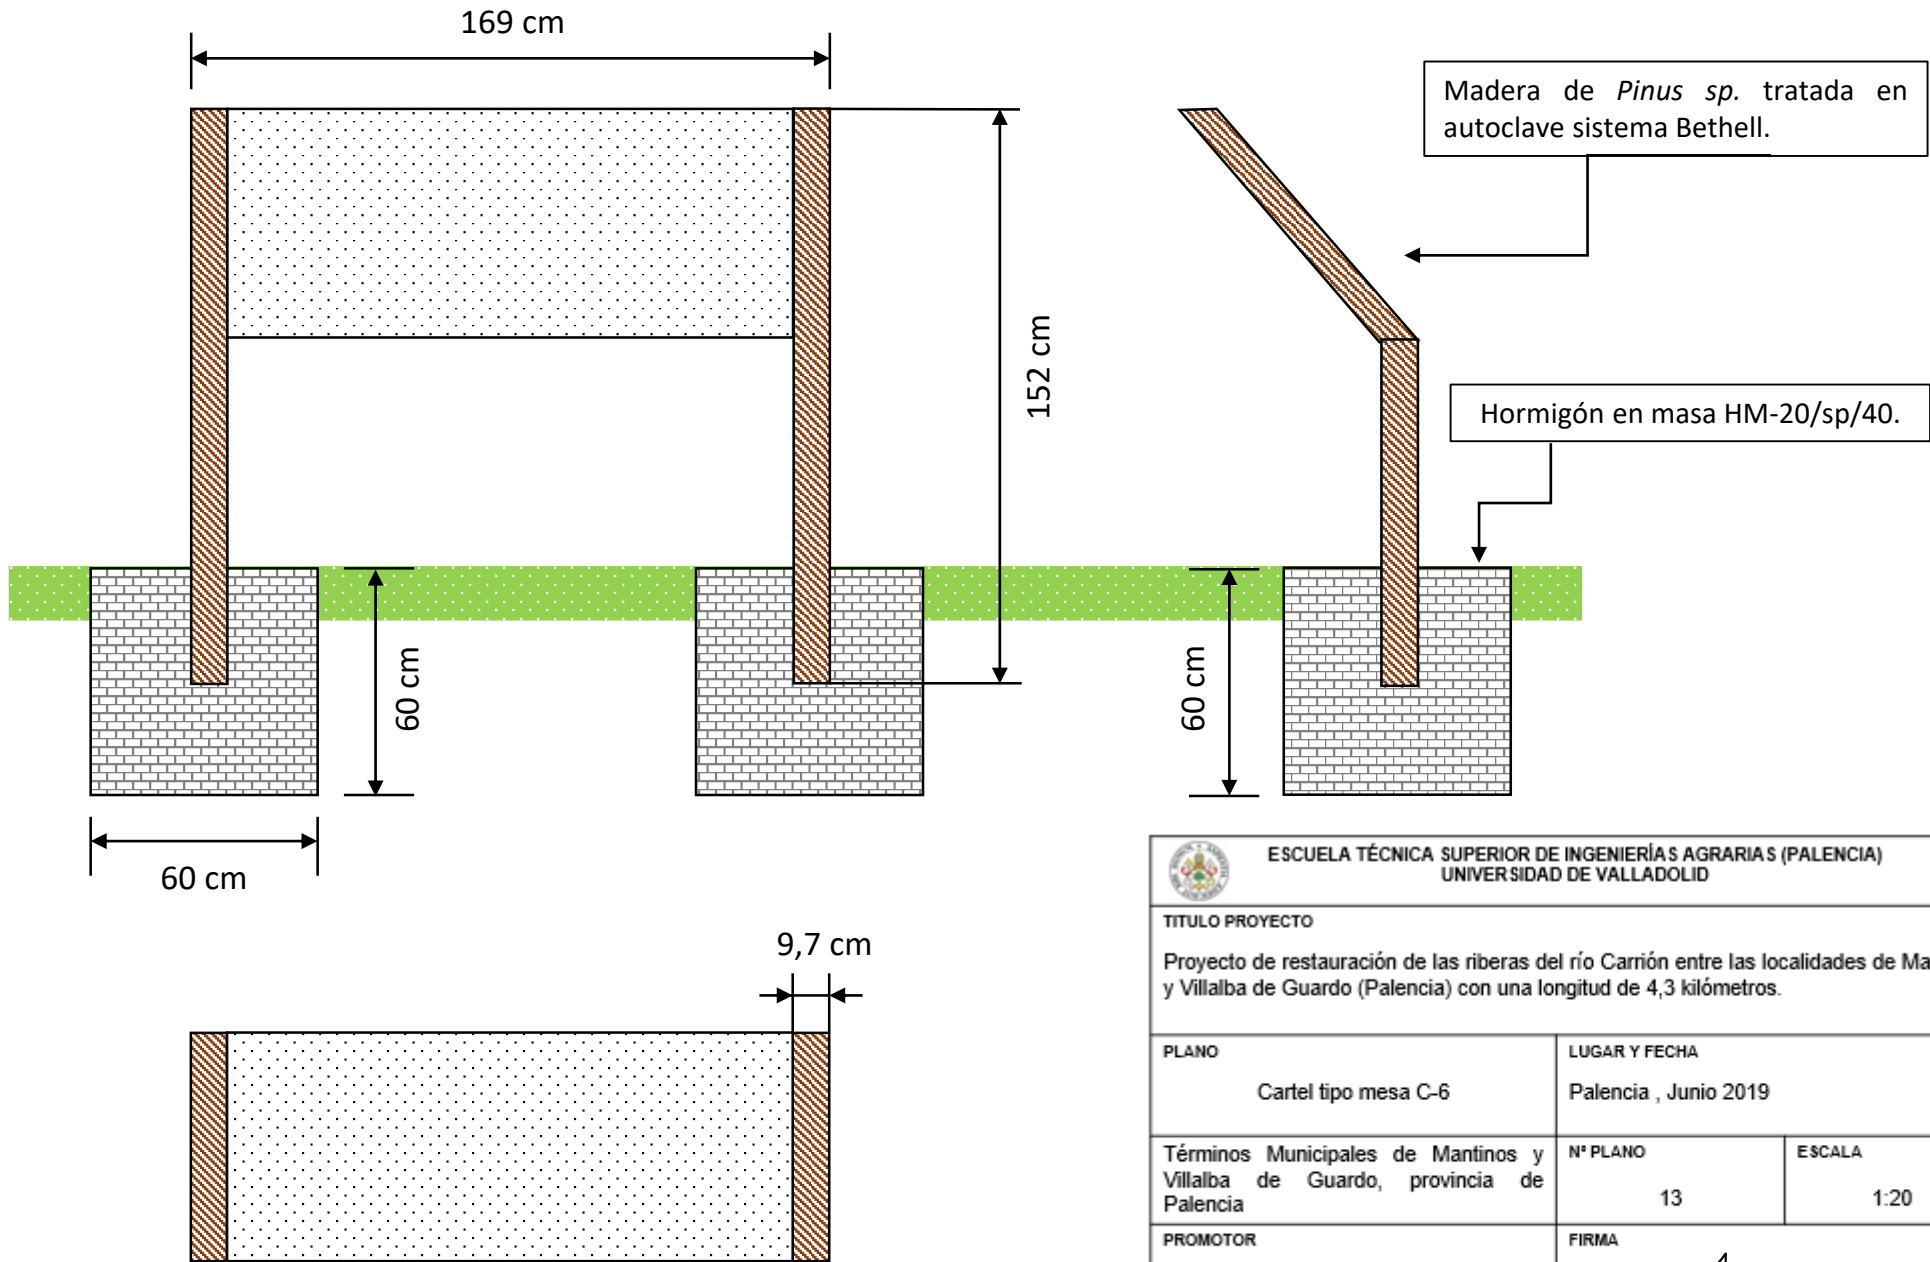 169 cm
Madera de Pinus sp. tratada en
autoclave sistema Bethell.
152 cm
Hormigón en masa HM-20/sp/40.
60 cm
60 cm
60 cm
9,7 cm
ESCUELA TÉCNICA SUPERIOR DE INGENIERÍAS AGRARIAS (PALENCIA)
UNIVERSIDAD DE VALLADOLID
TITULO PROYECTO
Proyecto de restauración de las riberas del río Carrión entre las localidades de Ma
y Villalba de Guardo (Palencia) con una longitud de 4,3 kilómetros.
PLANO
Cartel tipo mesa C-6
LUGAR Y FECHA
Palencia , Junio 2019
Términos Municipales de Mantinos y
Villalba de Guardo, provincia de
Palencia
Nº PLANO
13
ESCALA
1:20
PROMOTOR
FIRMA